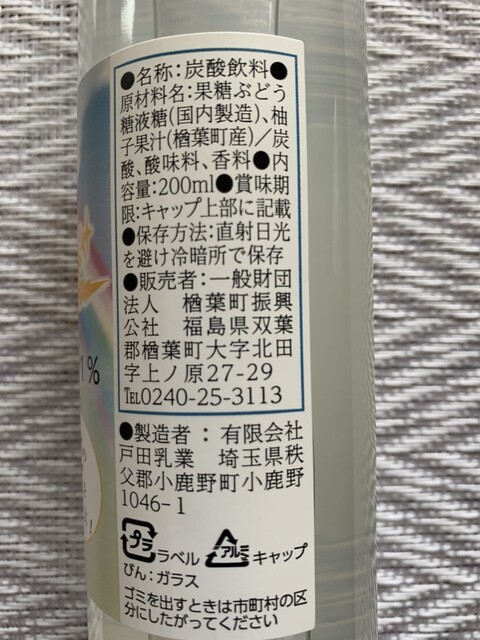 ●名称:炭酸飲料●
原材料名:果糖ぶどう
糖液糖(国内製造)、柚
子果汁(楢葉町産)/炭
酸、酸味料、香料●内
容量:200ml●賞味期
限:キャップ上部に記載
●保存方法:直射日光
を避け冷暗所で保存
●販売者:一般財団
法人 楢葉町振興
公社 福島県双葉
郡楢葉町大字北田
字上ノ原27-29
℡0240-25-3113
●製造者:有限会社
戸田乳業 埼玉県秩
父郡小鹿野町小鹿野
1046-1
プラ ラベル アルミ キャップ
びん:ガラス
ゴミを出すときは市町村の区
分にしたがってください
%
の
!